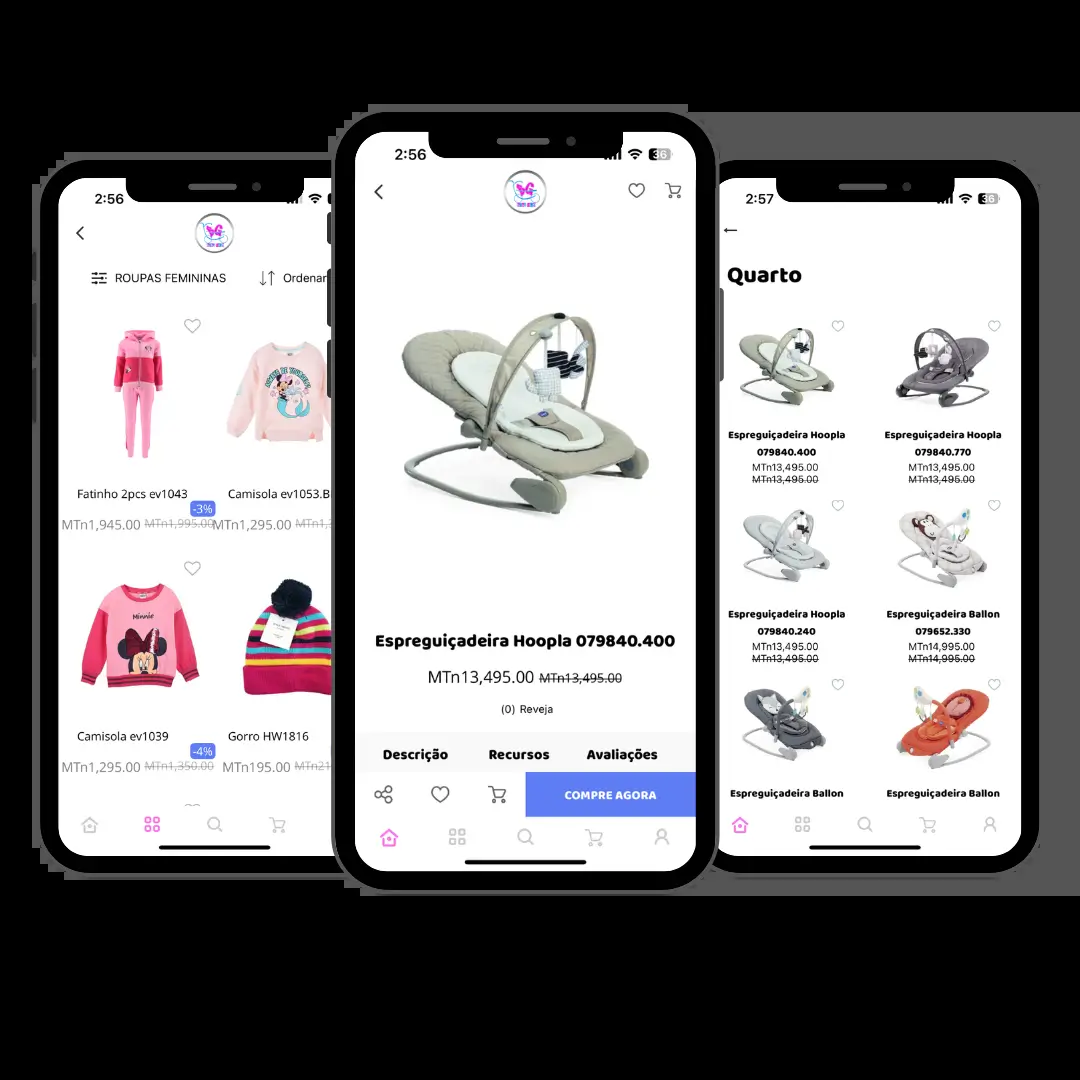 2:56
ROUPAS FEMININAS
Ordenar
Fatinho 2pcs ev1043
-3%
MTn1,945.00 MTn1,995.00
Camisola ev1053.B
MTn1,295.00
Minnie
Camisola ev1039
-4%
MTn1,295.00 MTn1,350.00
Gorro HW1816
MTn195.00
2:56
36
Espreguiçadeira Hoopla 079840.400
MTn13,495.00 MTn13,495.00
(0) Reveja
Descrição
Recursos
Avaliações
COMPRE AGORA
2:57
36
Quarto
Espreguiçadeira Hoopla
079840.400
MTn13,495.00
MTn13,495.00
Espreguiçadeira Hoopla
079840.770
MTn13,495.00
MTn13,495.00
Espreguiçadeira Hoopla
079840.240
MTn13,495.00
MTn13,495.00
Espreguiçadeira Ballon
079652.330
MTn14,995.00
MTn14,995.00
Espreguiçadeira Ballon
Espreguiçadeira Ballon